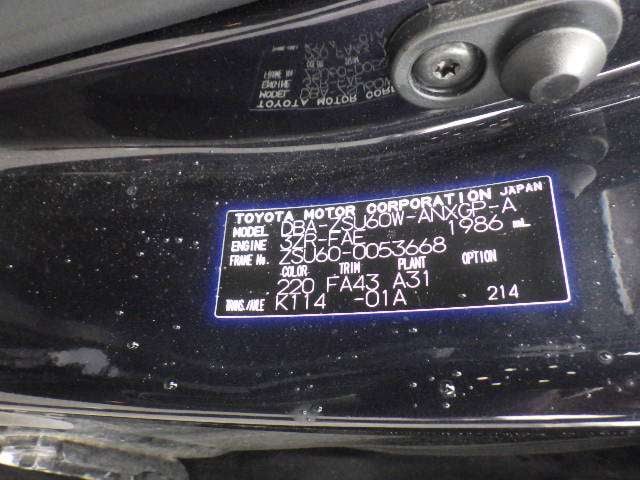 TOYOTA MOTOR CORPORATION JAPAN
MODEL DBA-ZSU60W-ANXGP-A
ENGINE 3ZR-FAE 1986 mL
FRAME No. ZSU60-0053668
COLOR TRIM PLANT OPTION
220 FA43 A31
TRANS./AXLE K114 -01A 214